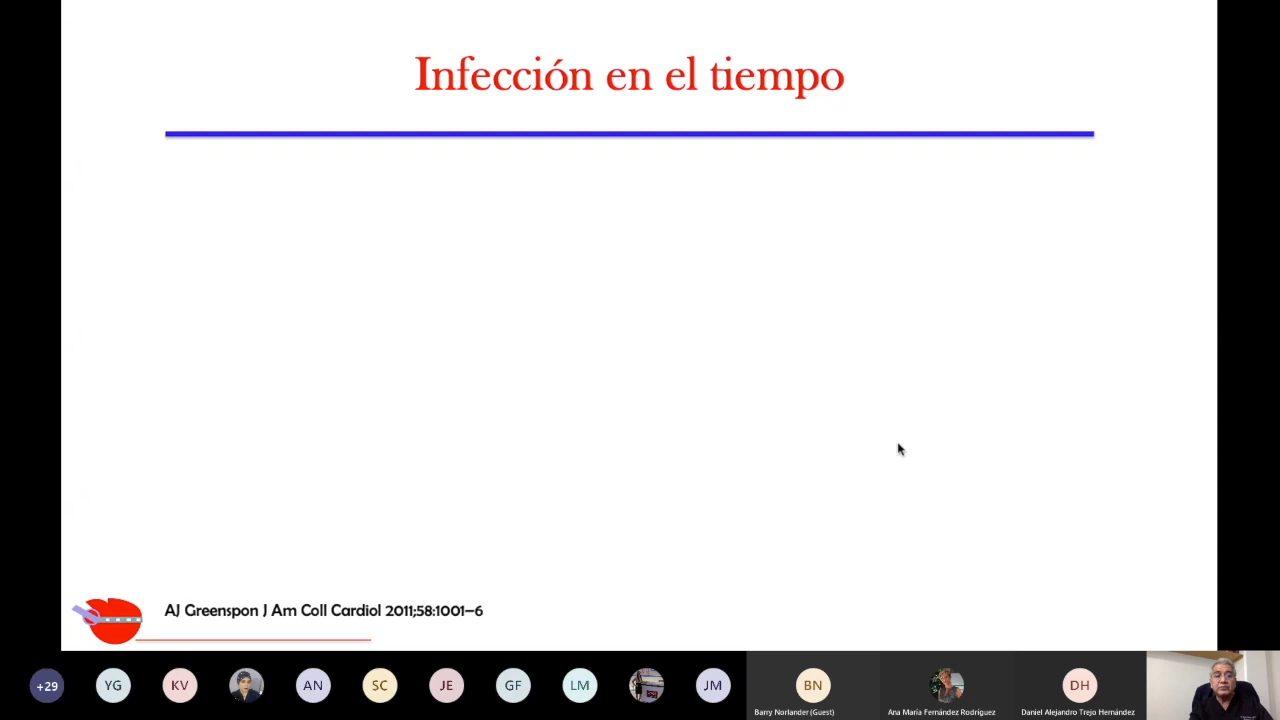 Infección en el tiempo
AJ Greenspon J Am Coll Cardiol 2011;58:1001–6
+29
YG
KV
AN
SC
JE
GF
LM
JM
BN
DH
Barry Norlander (Guest)
Ana María Fernández Rodríguez
Daniel Alejandro Trejo Hernández